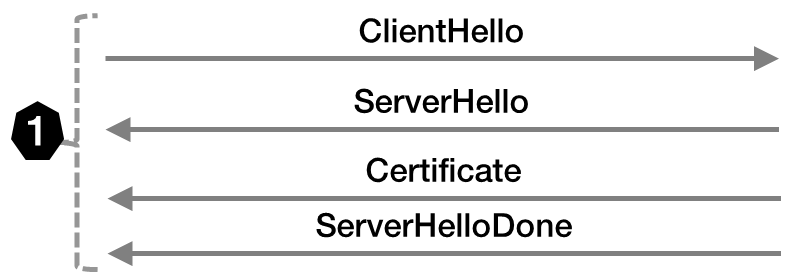 ClientHello
ServerHello
1
Certificate
ServerHelloDone